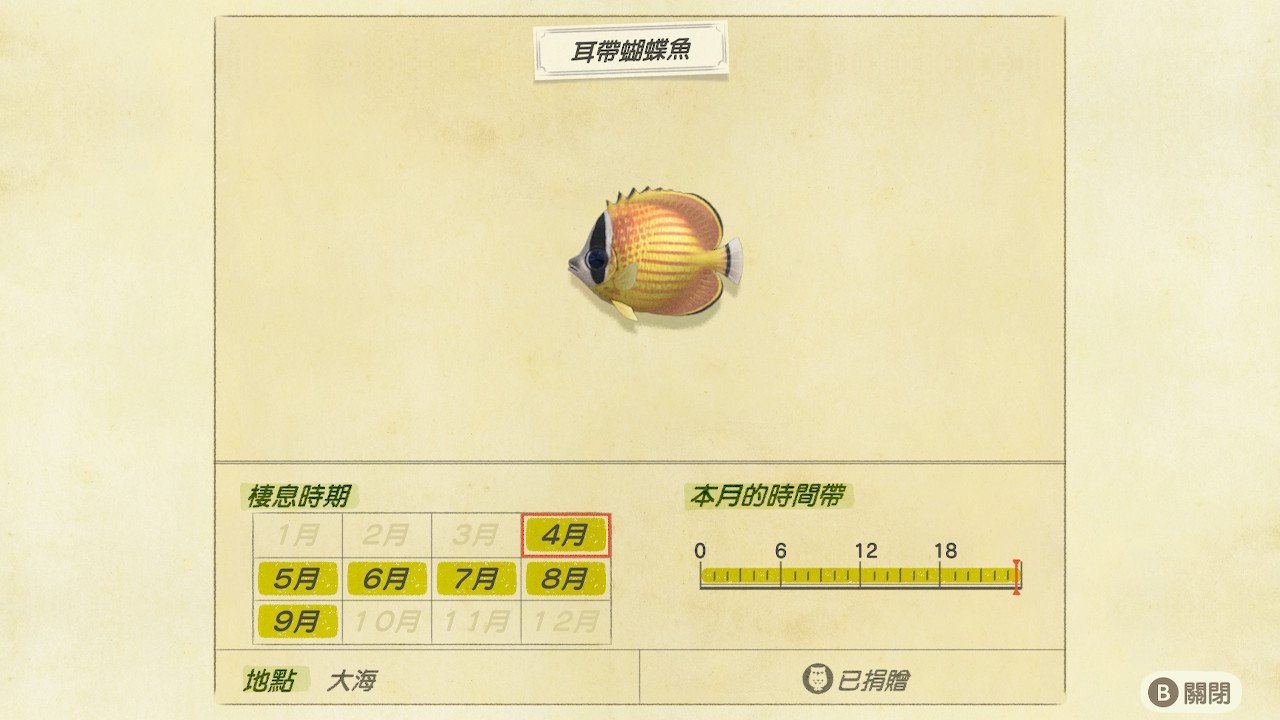 耳帶蝴蝶魚
棲息時期
1月 2月 3月 4月
5月 6月 7月 8月
9月 10月 11月 12月
本月的時間帶
0 6 12 18
地點 大海
已捐贈
B 關閉